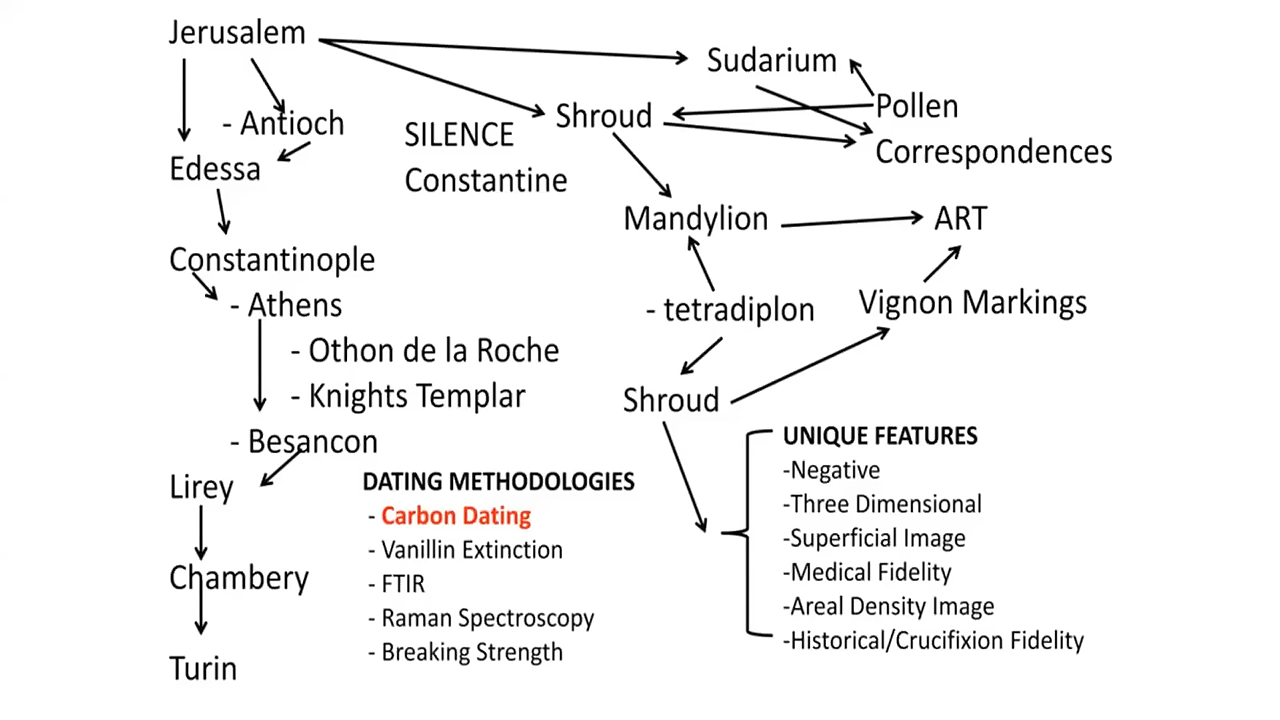 Jerusalem
- Antioch
Edessa
Constantinople
- Athens
- Othon de la Roche
- Knights Templar
- Besancon
Lirey
Chambery
Turin
SILENCE
Constantine
Sudarium
Shroud
Pollen
Correspondences
Mandylion
ART
- tetradiplon
Vignon Markings
Shroud
DATING METHODOLOGIES
- Carbon Dating
- Vanillin Extinction
- FTIR
- Raman Spectroscopy
- Breaking Strength
UNIQUE FEATURES
-Negative
-Three Dimensional
-Superficial Image
-Medical Fidelity
-Areal Density Image
-Historical/Crucifixion Fidelity